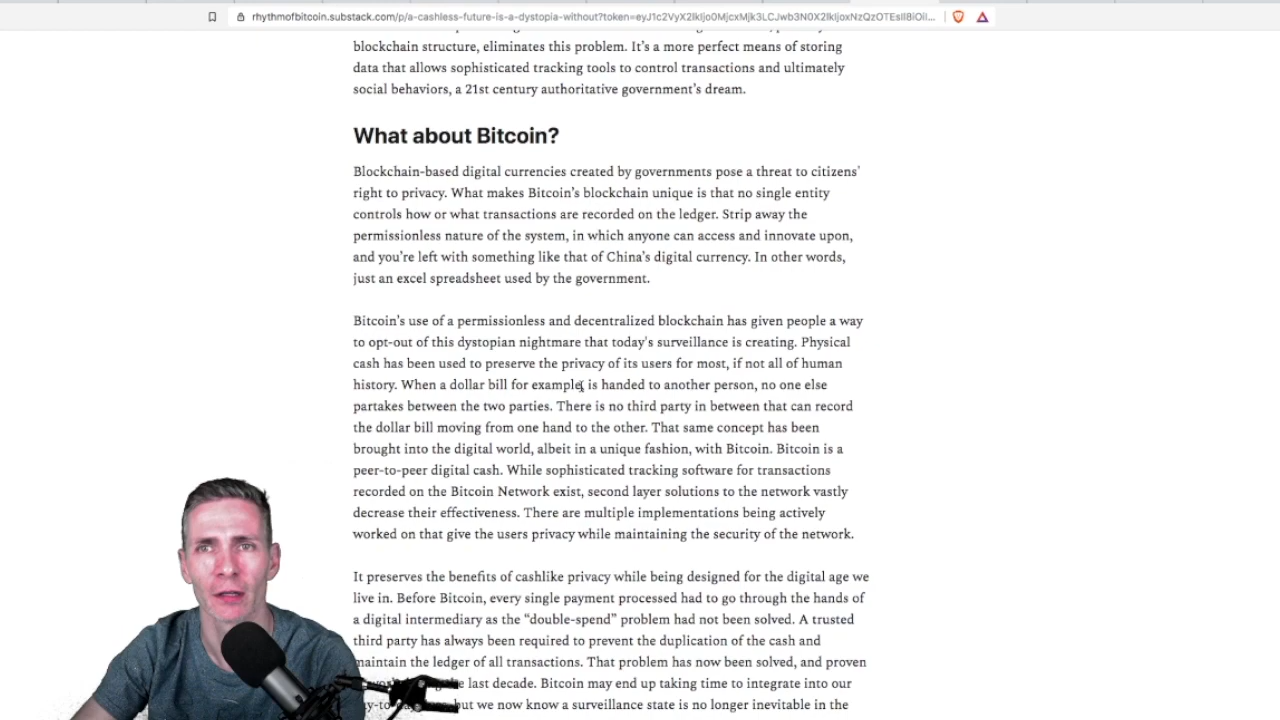 rhythmofbitcoin.substack.com/p/a-cashless-future-is-a-dystopia-without?token=
blockchain structure, eliminates this problem. It's a more perfect means of storing
data that allows sophisticated tracking tools to control transactions and ultimately
social behaviors, a 21st century authoritative government's dream.
What about Bitcoin?
Blockchain-based digital currencies created by governments pose a threat to citizens'
right to privacy. What makes Bitcoin's blockchain unique is that no single entity
controls how or what transactions are recorded on the ledger. Strip away the
permissionless nature of the system, in which anyone can access and innovate upon,
and you're left with something like that of China's digital currency. In other words,
just an excel spreadsheet used by the government.
Bitcoin's use of a permissionless and decentralized blockchain has given people a way
to opt-out of this dystopian nightmare that today's surveillance is creating. Physical
cash has been used to preserve the privacy of its users for most, if not all of human
history. When a dollar bill for example, is handed to another person, no one else
partakes between the two parties. There is no third party in between that can record
the dollar bill moving from one hand to the other. That same concept has been
brought into the digital world, albeit in a unique fashion, with Bitcoin. Bitcoin is a
peer-to-peer digital cash. While sophisticated tracking software for transactions
recorded on the Bitcoin Network exist, second layer solutions to the network vastly
decrease their effectiveness. There are multiple implementations being actively
worked on that give the users privacy while maintaining the security of the network.
It preserves the benefits of cashlike privacy while being designed for the digital age we
live in. Before Bitcoin, every single payment processed had to go through the hands of
a digital intermediary as the "double-spend" problem had not been solved. A trusted
third party has always been required to prevent the duplication of the cash and
maintain the ledger of all transactions. That problem has now been solved, and proven
last decade. Bitcoin may end up taking time to integrate into our
but we now know a surveillance state is no longer inevitable in the